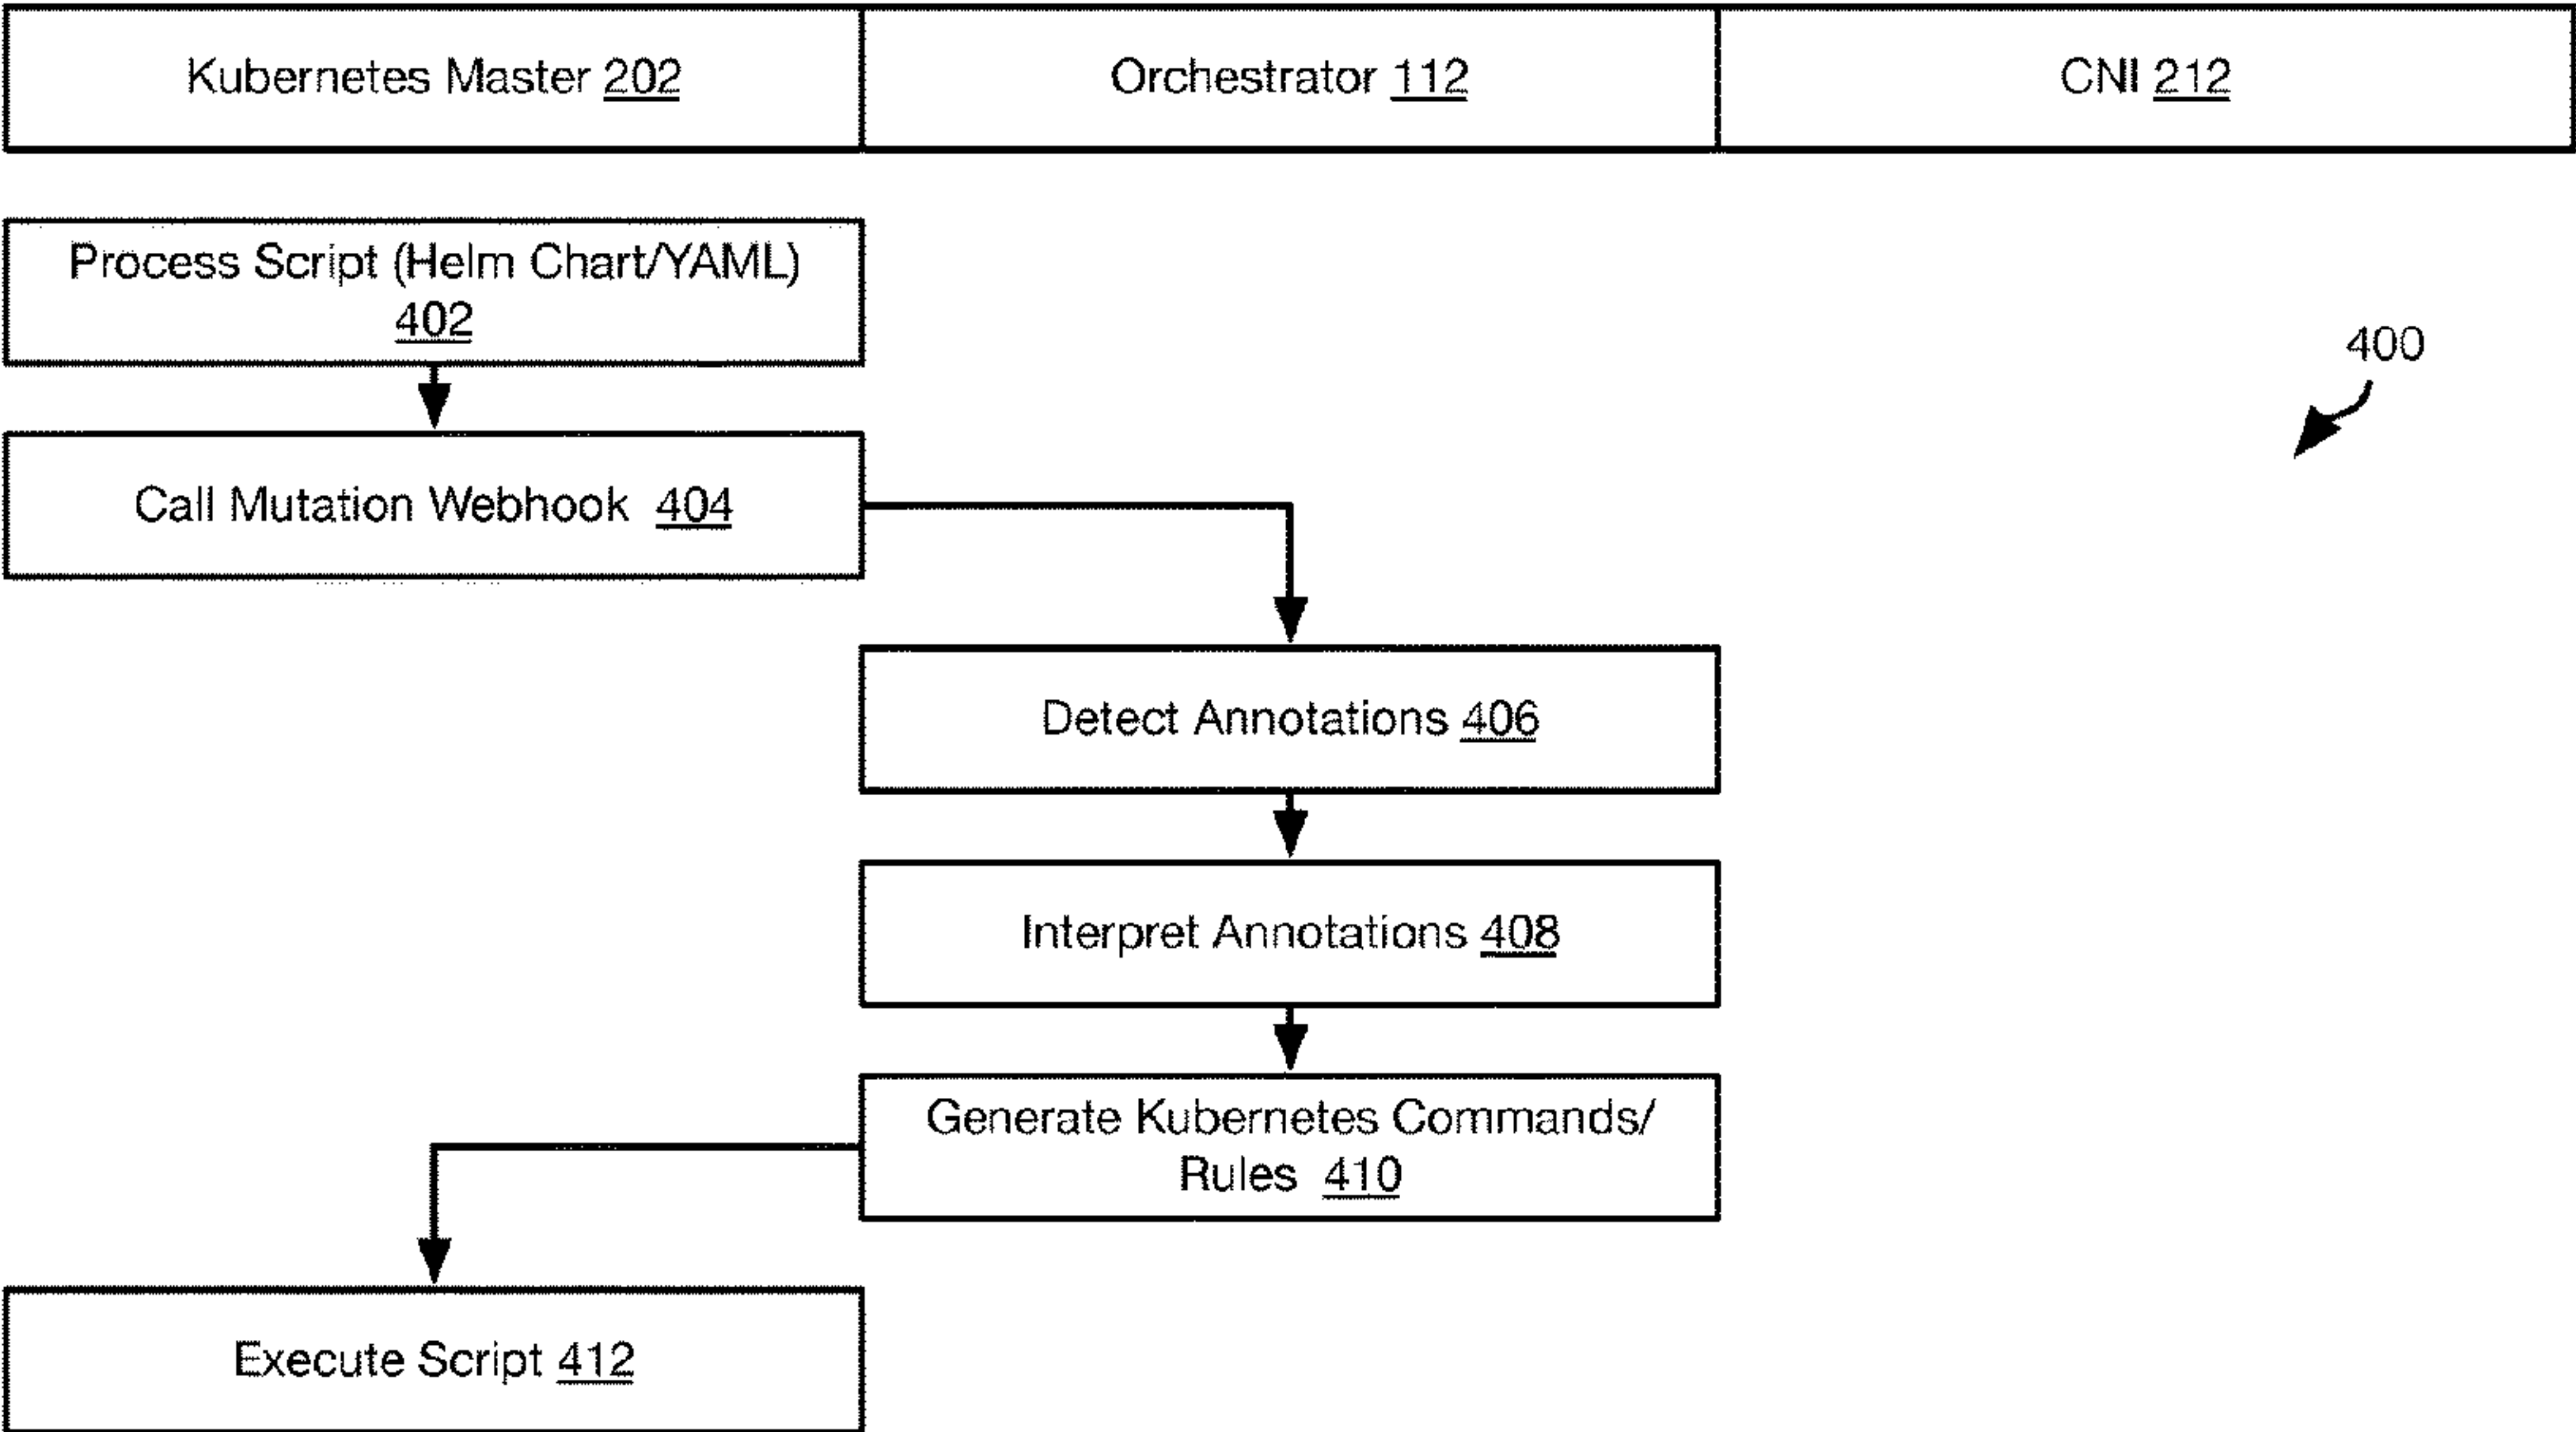 Kubernetes Master 202
Orchestrator 112
CNI 212
Process Script (Helm Chart/YAML)
402
400
Call Mutation Webhook 404
Detect Annotations 406
Interpret Annotations 408
Generate Kubernetes Commands/
Rules 410
Execute Script 412